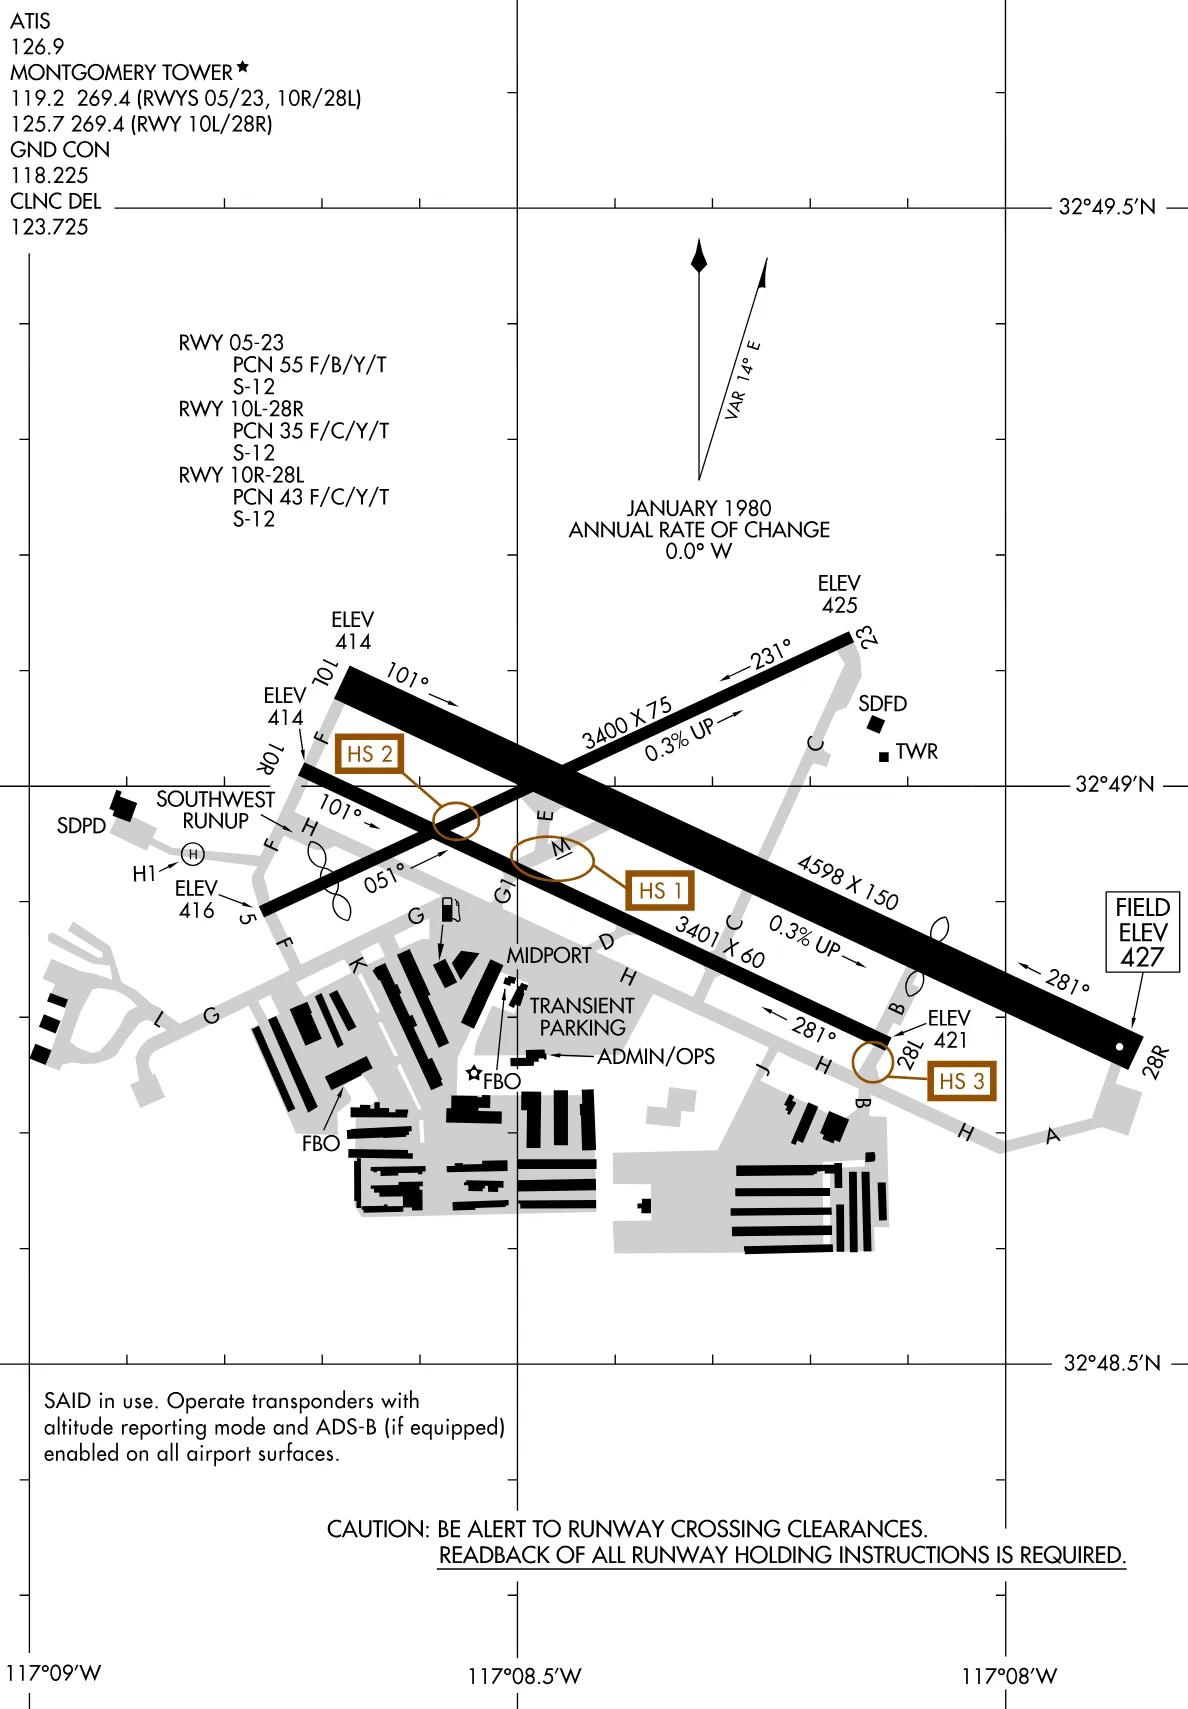 ATIS
126.9
MONTGOMERY TOWER★
119.2 269.4 (RWYS 05/23, 10R/28L)
125.7 269.4 (RWY 10L/28R)
GND CON
118.225
CLNC DEL
123.725
32°49.5'N
VAR 14° E
JANUARY 1980
ANNUAL RATE OF CHANGE
0.0° W
RWY 05-23
PCN 55 F/B/Y/T
S-12
RWY 10L-28R
PCN 35 F/C/Y/T
S-12
RWY 10R-28L
PCN 43 F/C/Y/T
S-12
ELEV
425
23
231°
ELEV
414
10L
101°
3400 X 75
0.3% UP
ELEV
414
10R
F
HS 2
C
SDFD
TWR
32°49'N
SOUTHWEST
RUNUP
SDPD
101°
H
E
M
F
H
H1
ELEV
416
5
051°
G1
HS 1
4598 X 150
0.3% UP
FIELD
ELEV
427
F
G
C
D
3401 X 60
K
MIDPORT
H
281°
TRANSIENT
PARKING
B
L
G
281°
ELEV
421
28L
28R
ADMIN/OPS
J
H
FBO
HS 3
B
FBO
H
A
32°48.5'N
SAID in use. Operate transponders with
altitude reporting mode and ADS-B (if equipped)
enabled on all airport surfaces.
CAUTION: BE ALERT TO RUNWAY CROSSING CLEARANCES.
READBACK OF ALL RUNWAY HOLDING INSTRUCTIONS IS REQUIRED.
117°09'W
117°08.5'W
117°08'W